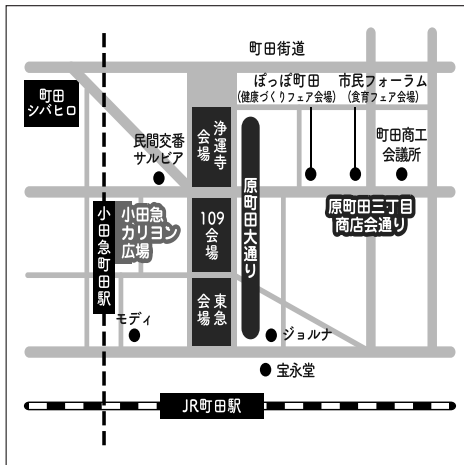 町田街道
ぽっぽ町田
(健康づくりフェア会場)
市民フォーラム
(食育フェア会場)
町田
シバヒロ
民間交番
サルビア
浄運寺
会場
町田商工
会議所
原町田大通り
原町田三丁目
商店会通り
小田急町田駅
小田急
カリヨン
広場
109
会場
東急
会場
モディ
ジョルナ
宝永堂
JR町田駅